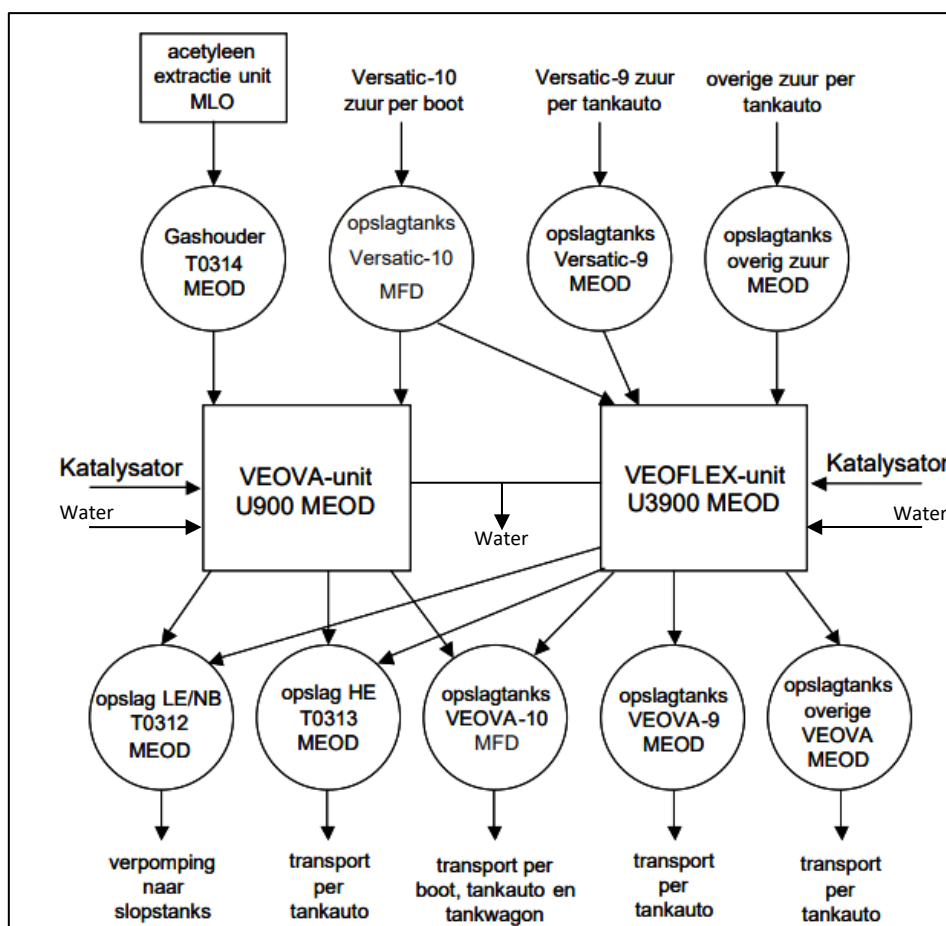 acetyleen
extractie unit
MLO
Versatic-10
zuur per boot
Versatic-9 zuur
per tankauto
overige zuur per
tankauto
Gashouder
T0314
MEOD
opslagtanks
Versatic-10
MFD
opslagtanks
Versatic-9
MEOD
opslagtanks
overig zuur
MEOD
Katalysator
Water
VEOVA-unit
U900 MEOD
Water
VEOFLEX-unit
U3900 MEOD
Katalysator
Water
opslag LE/NB
T0312
MEOD
opslag HE
T0313
MEOD
opslagtanks
VEOVA-10
MFD
opslagtanks
VEOVA-9
MEOD
opslagtanks
overige
VEOVA
MEOD
verpomping
naar
slopstanks
transport
per
tankauto
transport per
boot, tankauto en
tankwagon
transport
per
tankauto
transport
per
tankauto